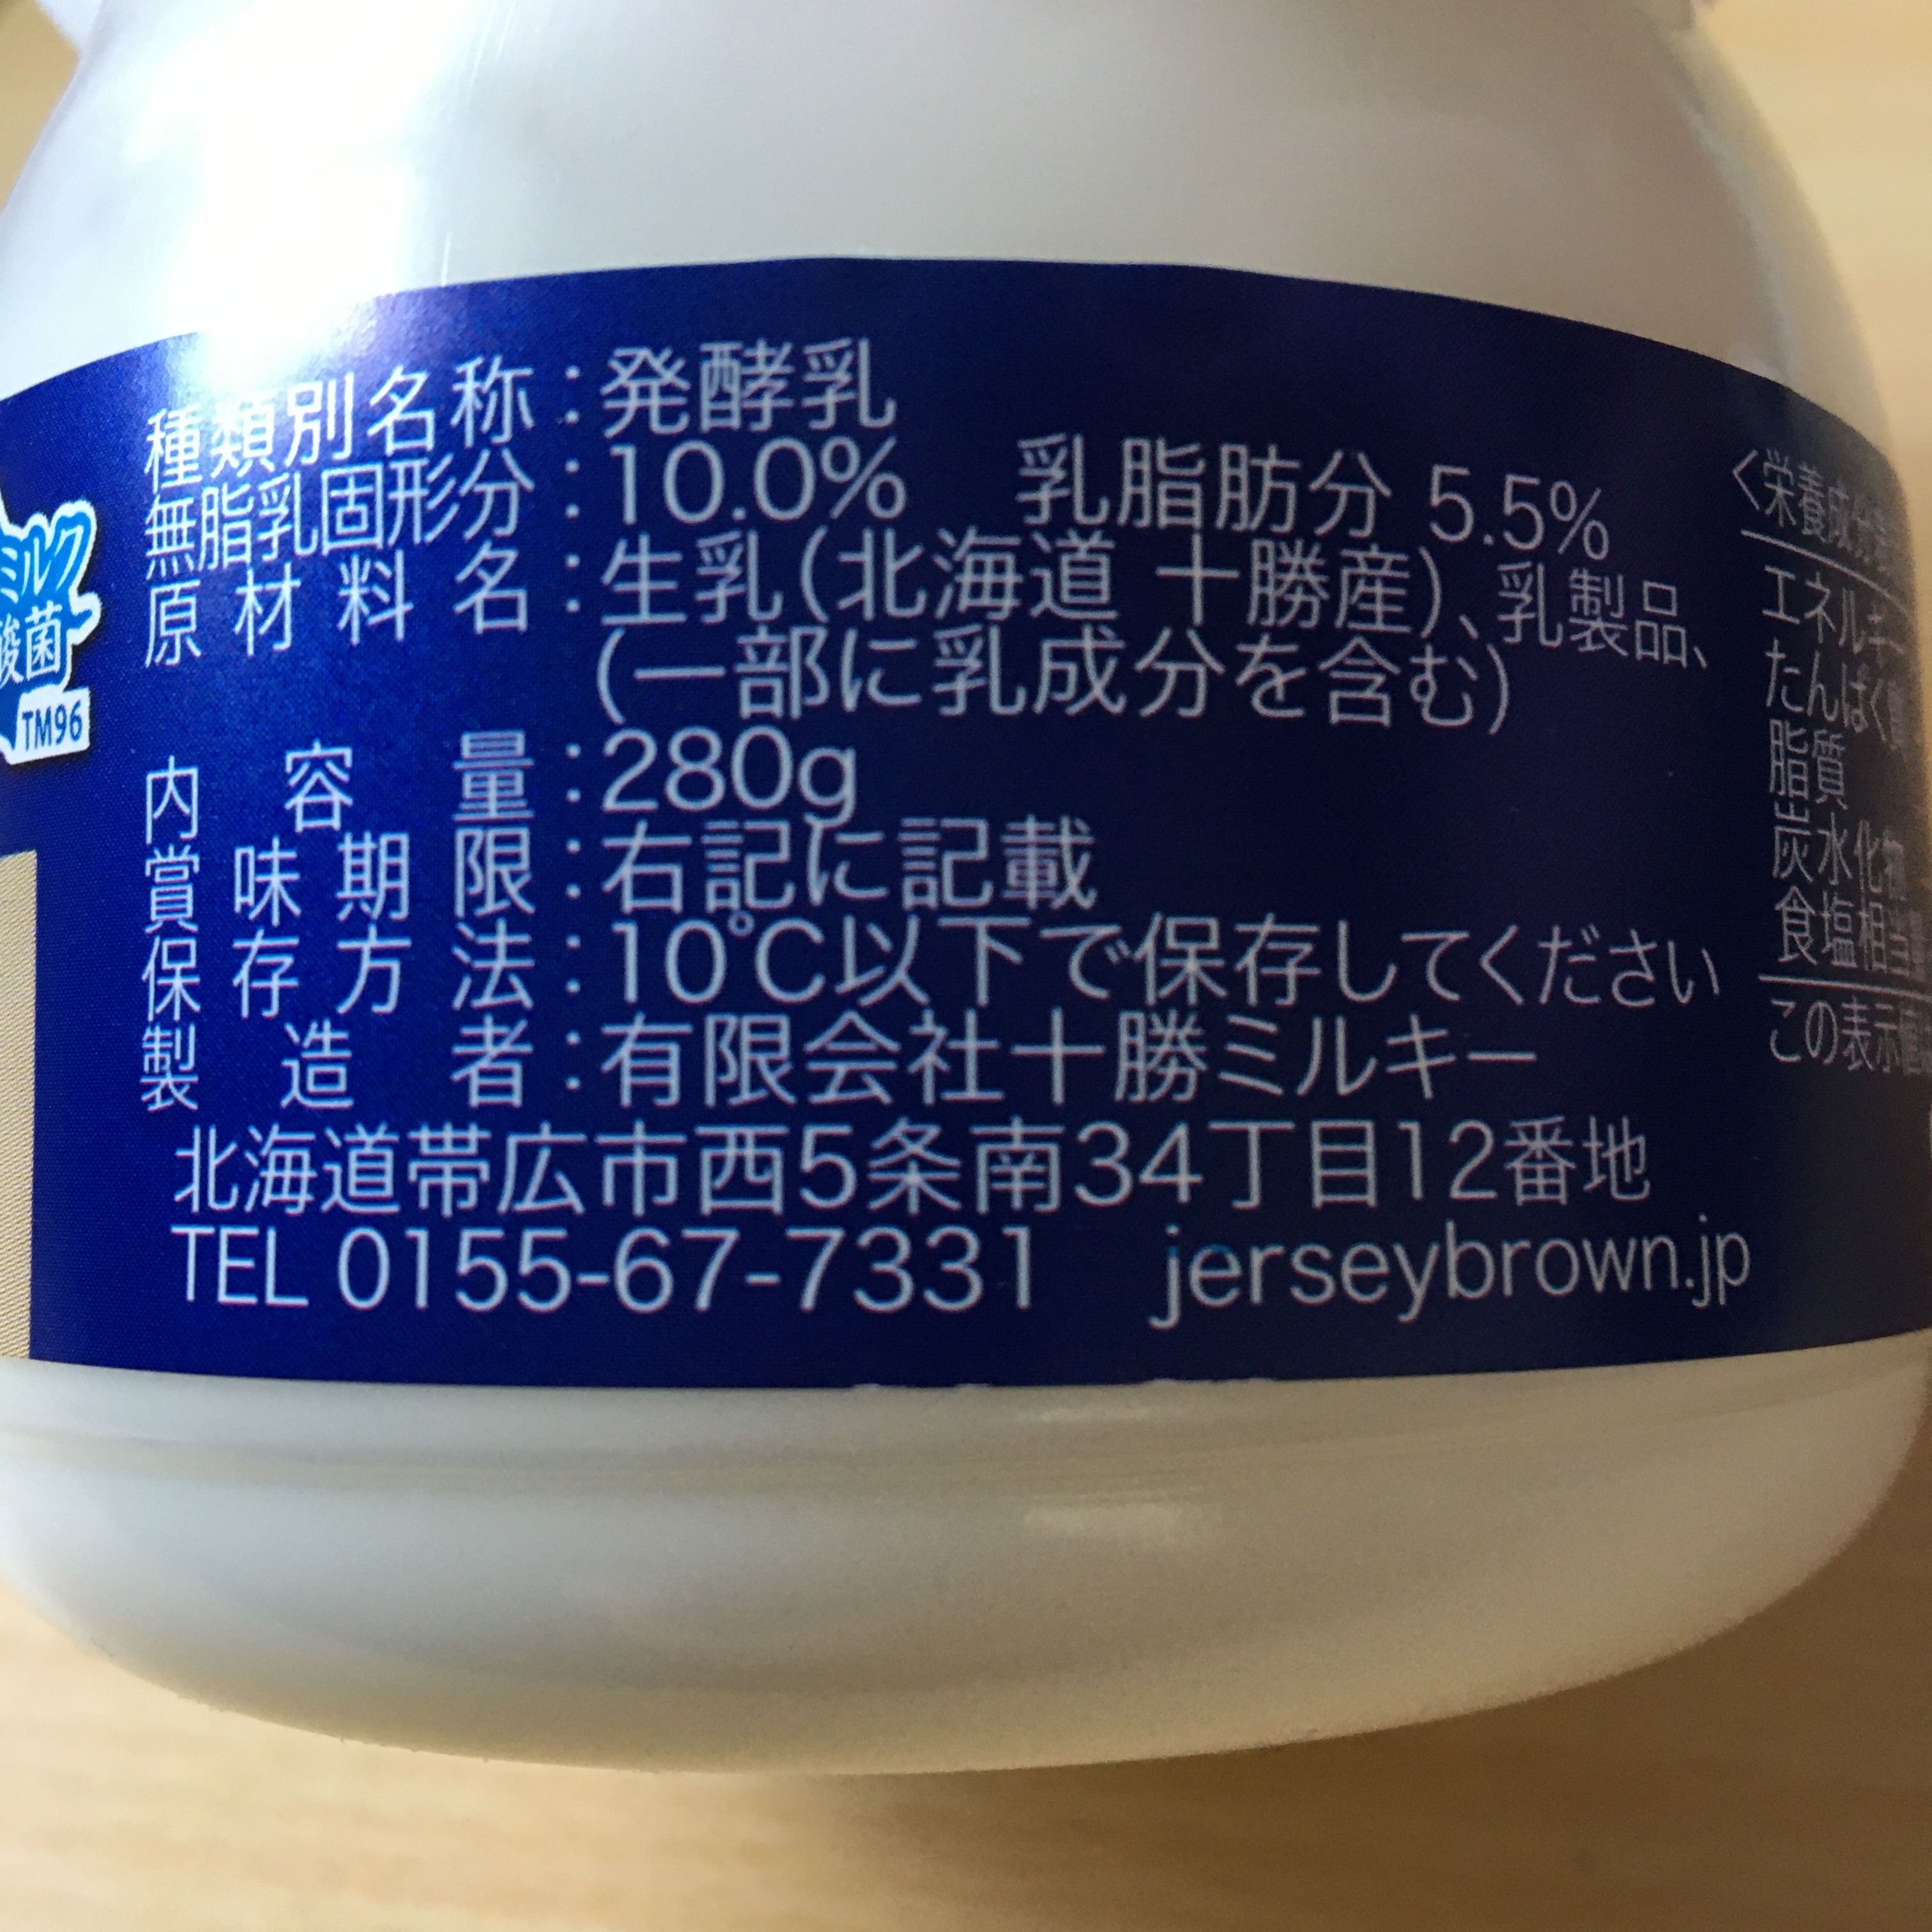 種類別名称：発酵乳
無脂乳固形分：10.0%　乳脂肪分 5.5%
原材料名：生乳(北海道 十勝産)、乳製品、
(一部に乳成分を含む)
内容量：280g
賞味期限：右記に記載
保存方法：10℃以下で保存してください
製造者：有限会社十勝ミルキー
北海道帯広市西5条南34丁目12番地
TEL 0155-67-7331　jerseybrown.jp
ミルク
酸菌
TM96
〈栄養成分
エネルギー
たんぱく質
脂質
炭水化物
食塩相当量
この表示値